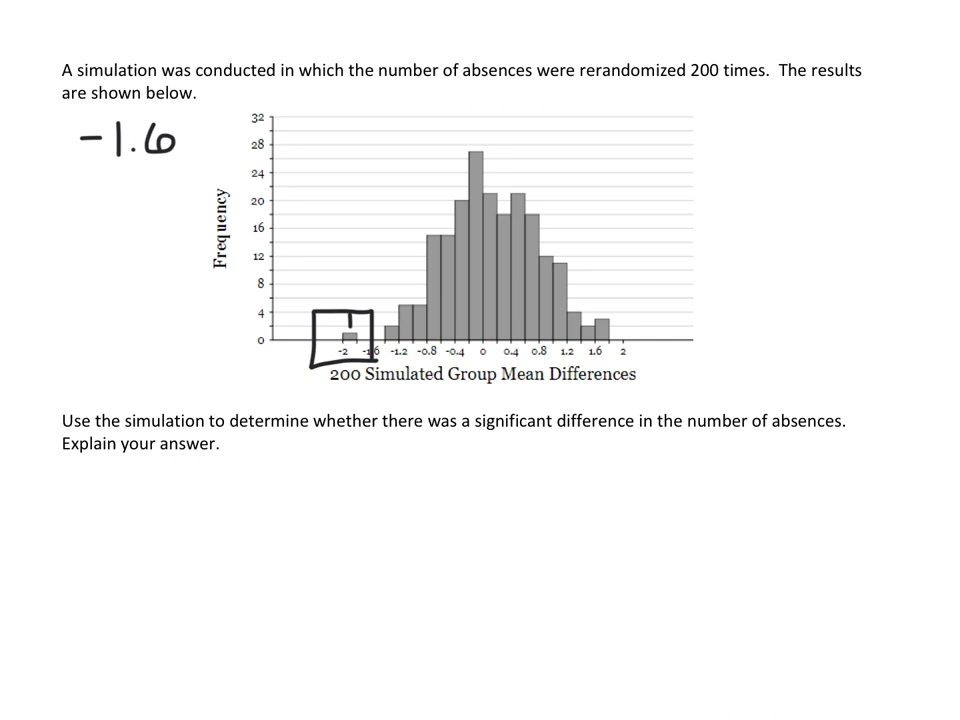 A simulation was conducted in which the number of absences were rerandomized 200 times. The results
are shown below.
-1.6
32
28
24
20
16
12
8
4
0
Frequency
1
-2 -1.6 -1.2 -0.8 -0.4 0 0.4 0.8 1.2 1.6 2
200 Simulated Group Mean Differences
Use the simulation to determine whether there was a significant difference in the number of absences.
Explain your answer.